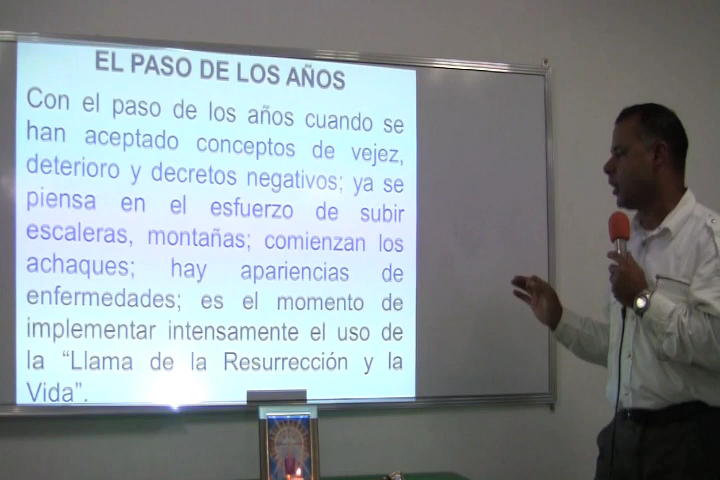 EL PASO DE LOS AÑOS
Con el paso de los años cuando se
han aceptado conceptos de vejez,
deterioro y decretos negativos; ya se
piensa en el esfuerzo de subir
escaleras, montañas; comienzan los
achaques; hay apariencias de
enfermedades; es el momento de
implementar intensamente el uso de
la “Llama de la Resurrección y la
Vida”.